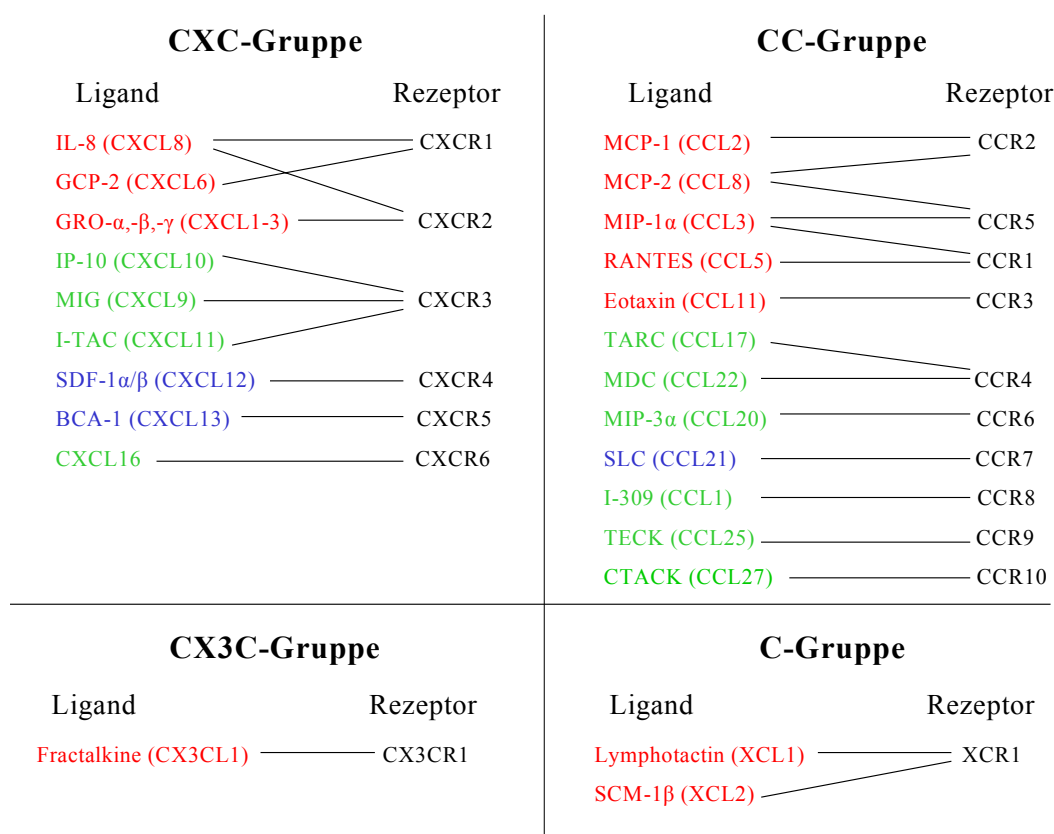 CXC-Gruppe
Ligand Rezeptor
IL-8 (CXCL8) CXCR1
GCP-2 (CXCL6)
GRO-α,-β,-γ (CXCL1-3) CXCR2
IP-10 (CXCL10)
MIG (CXCL9) CXCR3
I-TAC (CXCL11)
SDF-1α/β (CXCL12) CXCR4
BCA-1 (CXCL13) CXCR5
CXCL16 CXCR6
CC-Gruppe
Ligand Rezeptor
MCP-1 (CCL2) CCR2
MCP-2 (CCL8)
MIP-1α (CCL3) CCR5
RANTES (CCL5) CCR1
Eotaxin (CCL11) CCR3
TARC (CCL17)
MDC (CCL22) CCR4
MIP-3α (CCL20) CCR6
SLC (CCL21) CCR7
I-309 (CCL1) CCR8
TECK (CCL25) CCR9
CTACK (CCL27) CCR10
CX3C-Gruppe
Ligand Rezeptor
Fractalkine (CX3CL1) CX3CR1
C-Gruppe
Ligand Rezeptor
Lymphotactin (XCL1) XCR1
SCM-1β (XCL2)